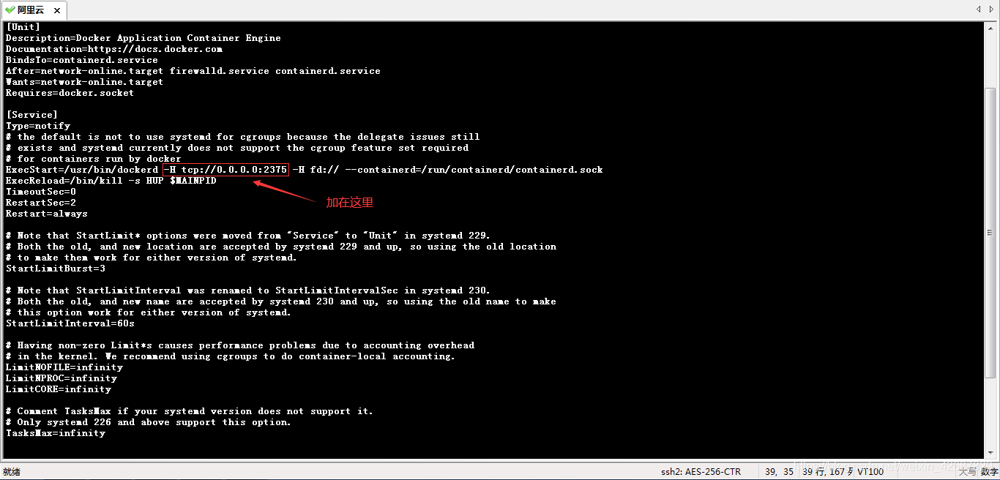 阿里云
[Unit]
Description=Docker Application Container Engine
Documentation=https://docs.docker.com
BindsTo=containerd.service
After=network-online.target firewalld.service containerd.service
Wants=network-online.target
Requires=docker.socket
[Service]
Type=notify
# the default is not to use systemd for cgroups because the delegate issues still
# exists and systemd currently does not support the cgroup feature set required
# for containers run by docker
ExecStart=/usr/bin/dockerd -H tcp://0.0.0.0:2375 -H fd:// --containerd=/run/containerd/containerd.sock
ExecReload=/bin/kill -s HUP $MAINPID
TimeoutSec=0
加在这里
RestartSec=2
Restart=always
# Note that StartLimit* options were moved from "Service" to "Unit" in systemd 229.
# Both the old, and new location are accepted by systemd 229 and up, so using the old location
# to make them work for either version of systemd.
StartLimitBurst=3
# Note that StartLimitInterval was renamed to StartLimitIntervalSec in systemd 230.
# Both the old, and new name are accepted by systemd 230 and up, so using the old name to make
# this option work for either version of systemd.
StartLimitInterval=60s
# Having non-zero Limit*s causes performance problems due to accounting overhead
# in the kernel. We recommend using cgroups to do container-local accounting.
LimitNOFILE=infinity
LimitNPROC=infinity
LimitCORE=infinity
# Comment TasksMax if your systemd version does not support it.
# Only systemd 226 and above support this option.
TasksMax=infinity
就绪 ssh2: AES-256-CTR 39, 35 39 行, 167 列 VT100 大写 数字